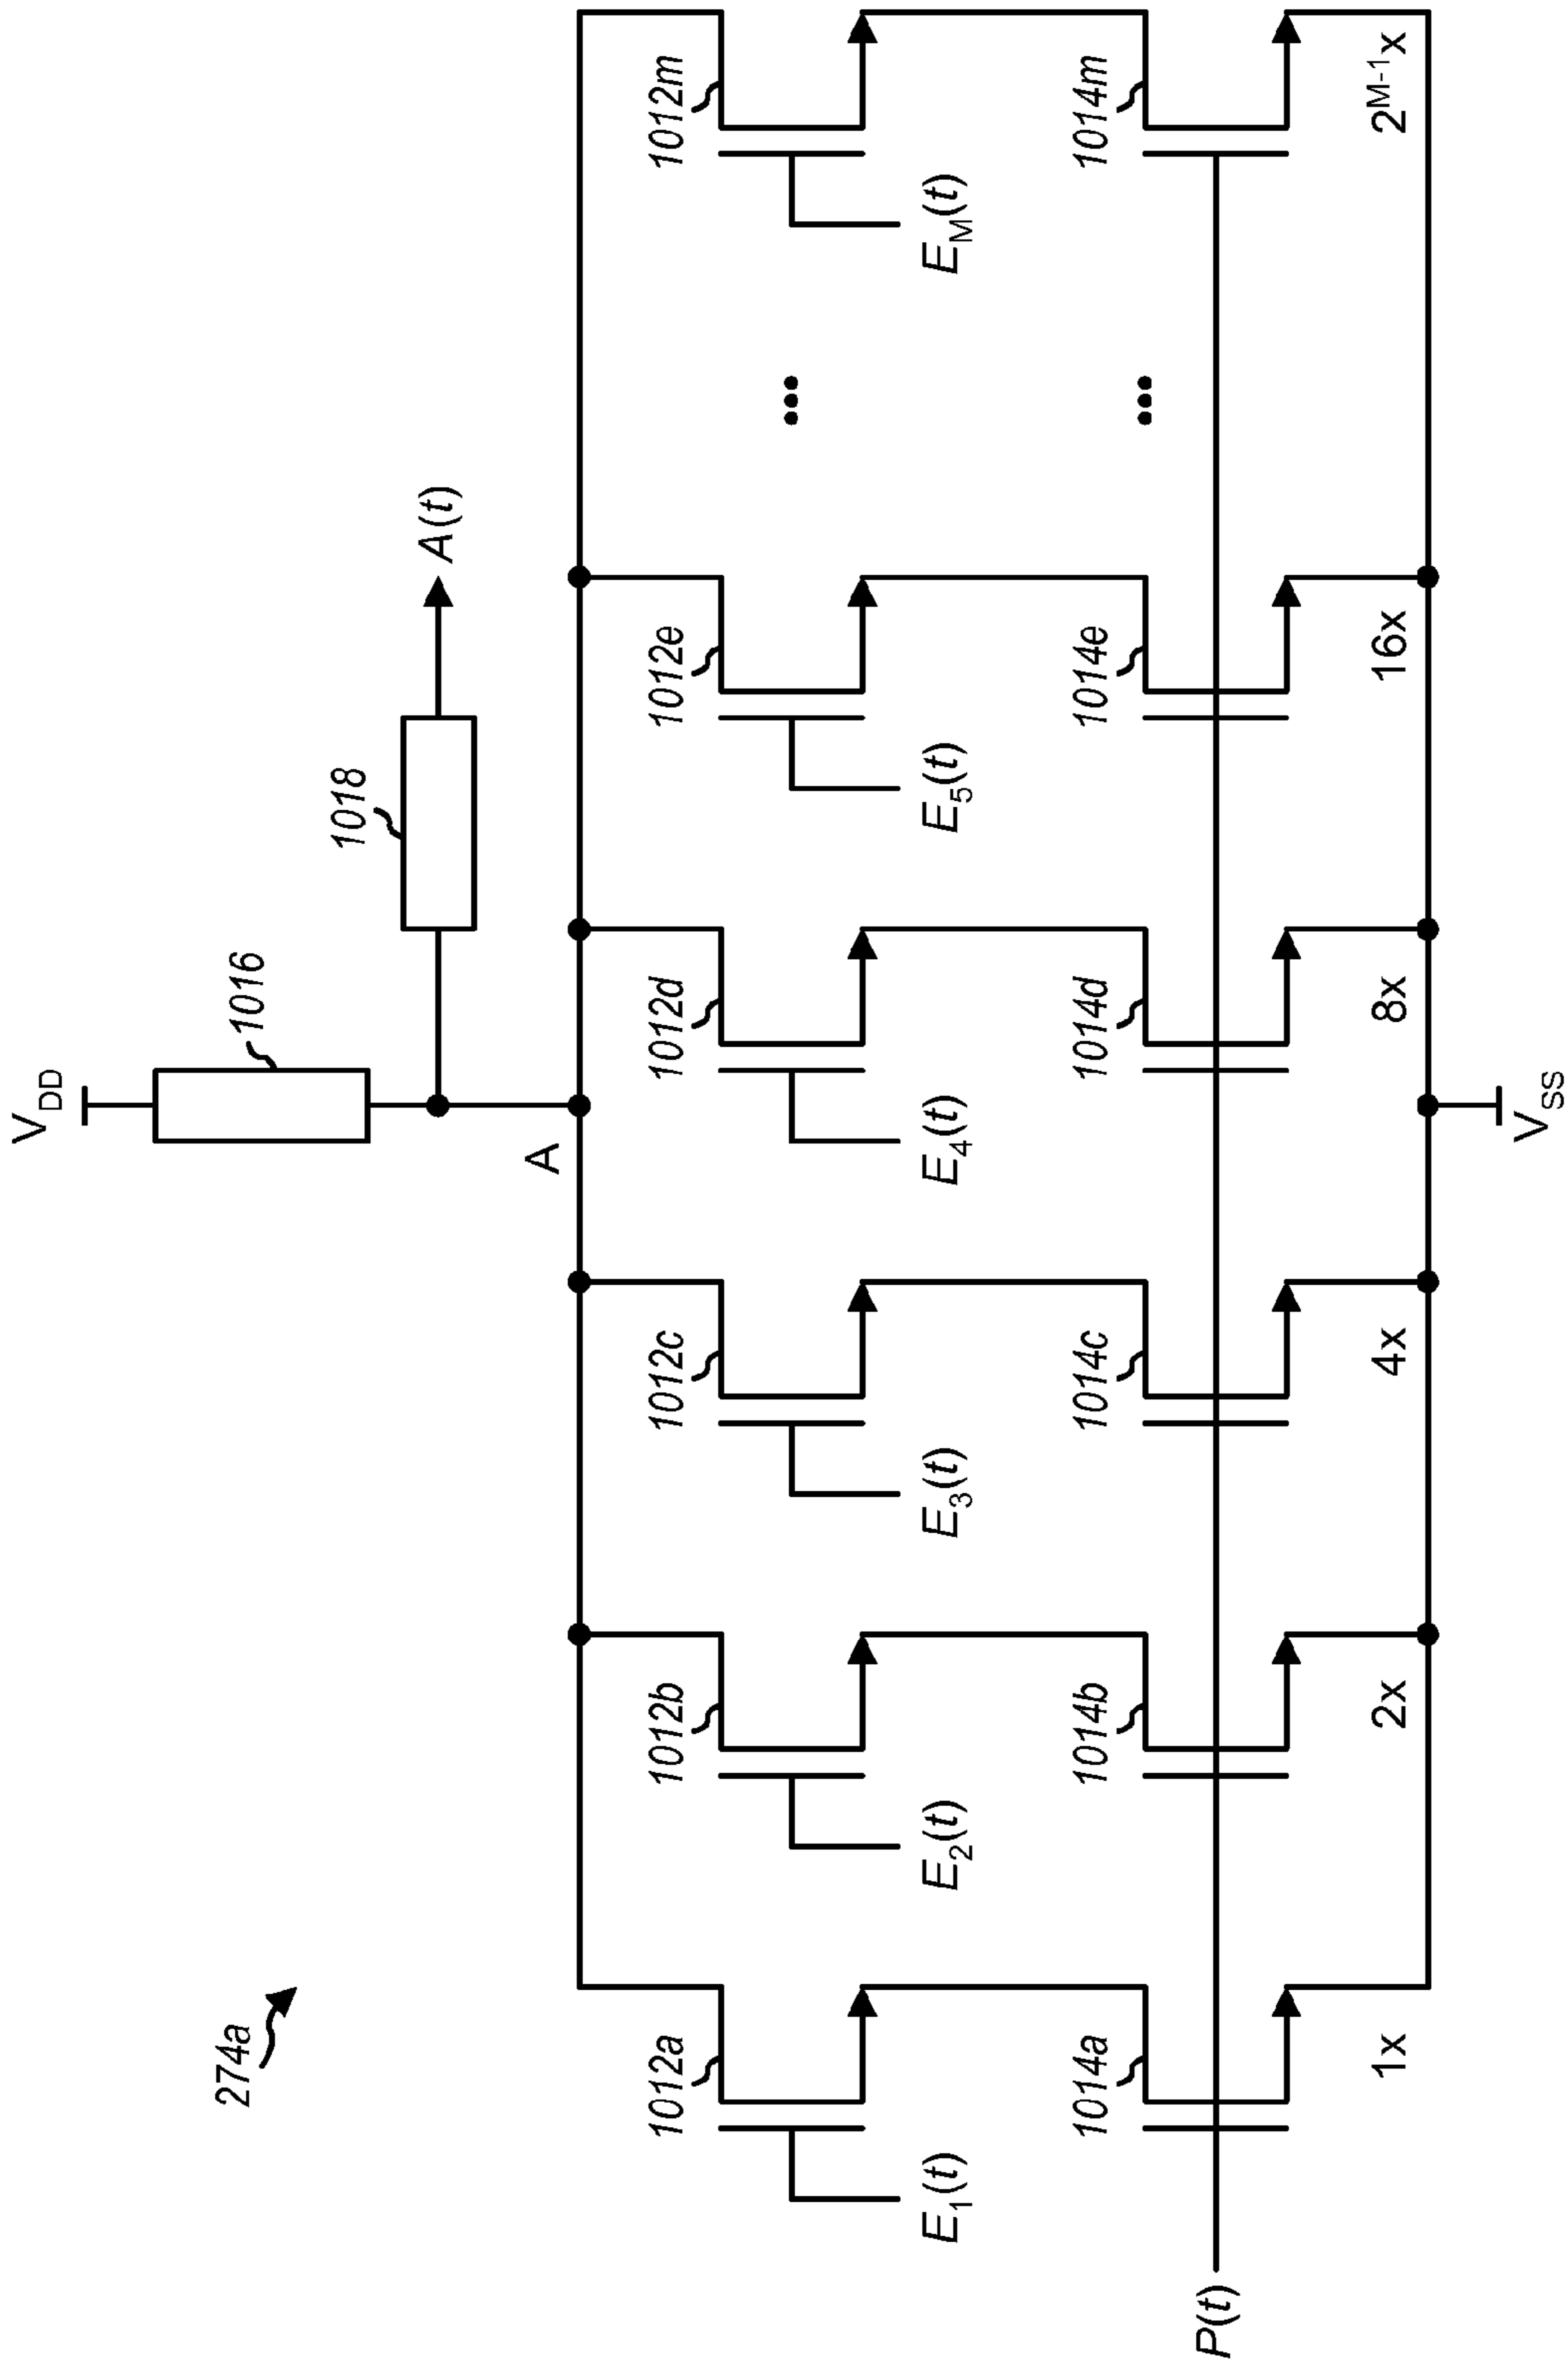 274a
V_DD
1016
1018
A(t)
A
1012a 1012b 1012c 1012d 1012e 1012m
E_1(t) E_2(t) E_3(t) E_4(t) E_5(t) E_M(t)
... 
1014a 1014b 1014c 1014d 1014e 1014m
...
P(t)
1x 2x 4x 8x 16x 2^{M-1}x
V_SS